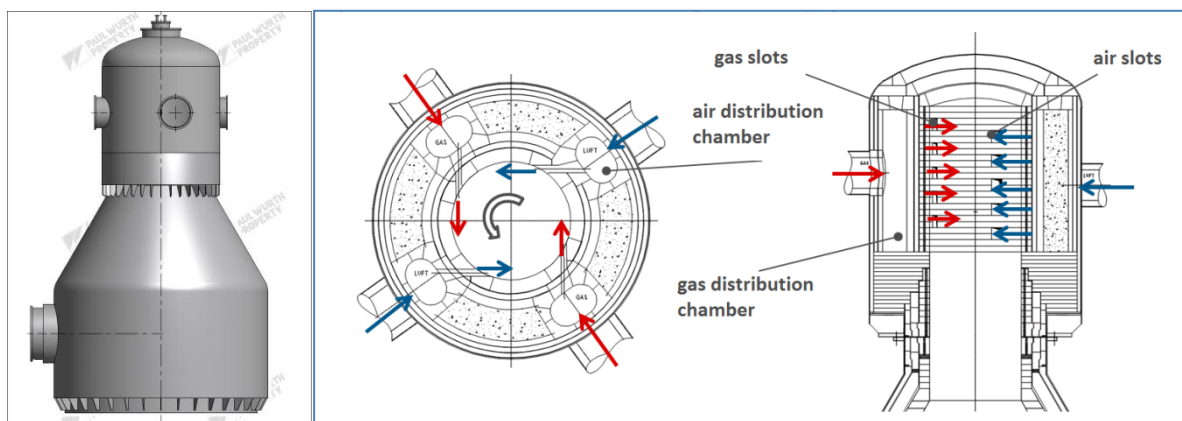 PAUL WURTH
PROPERTY
PAUL WURTH
PROPERTY
PAUL WURTH
PROPERTY
PAUL WURTH
PROPERTY
gas slots
air slots
air distribution
chamber
gas distribution
chamber
GAS
LUFT
LUFT
GAS
GAS
LUFT